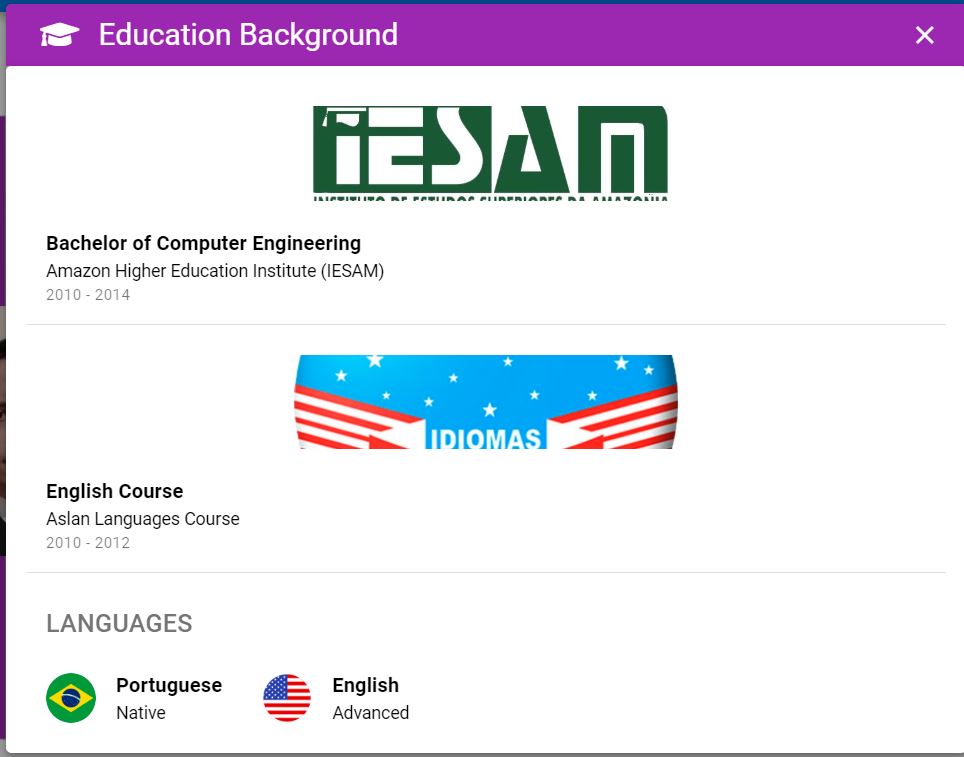 Education Background
iESAM
INSTITUTO DE ESTUDOS SUPERIORES DA AMAZONIA
Bachelor of Computer Engineering
Amazon Higher Education Institute (IESAM)
2010 - 2014
IDIOMAS
English Course
Aslan Languages Course
2010 - 2012
LANGUAGES
Portuguese
Native
English
Advanced